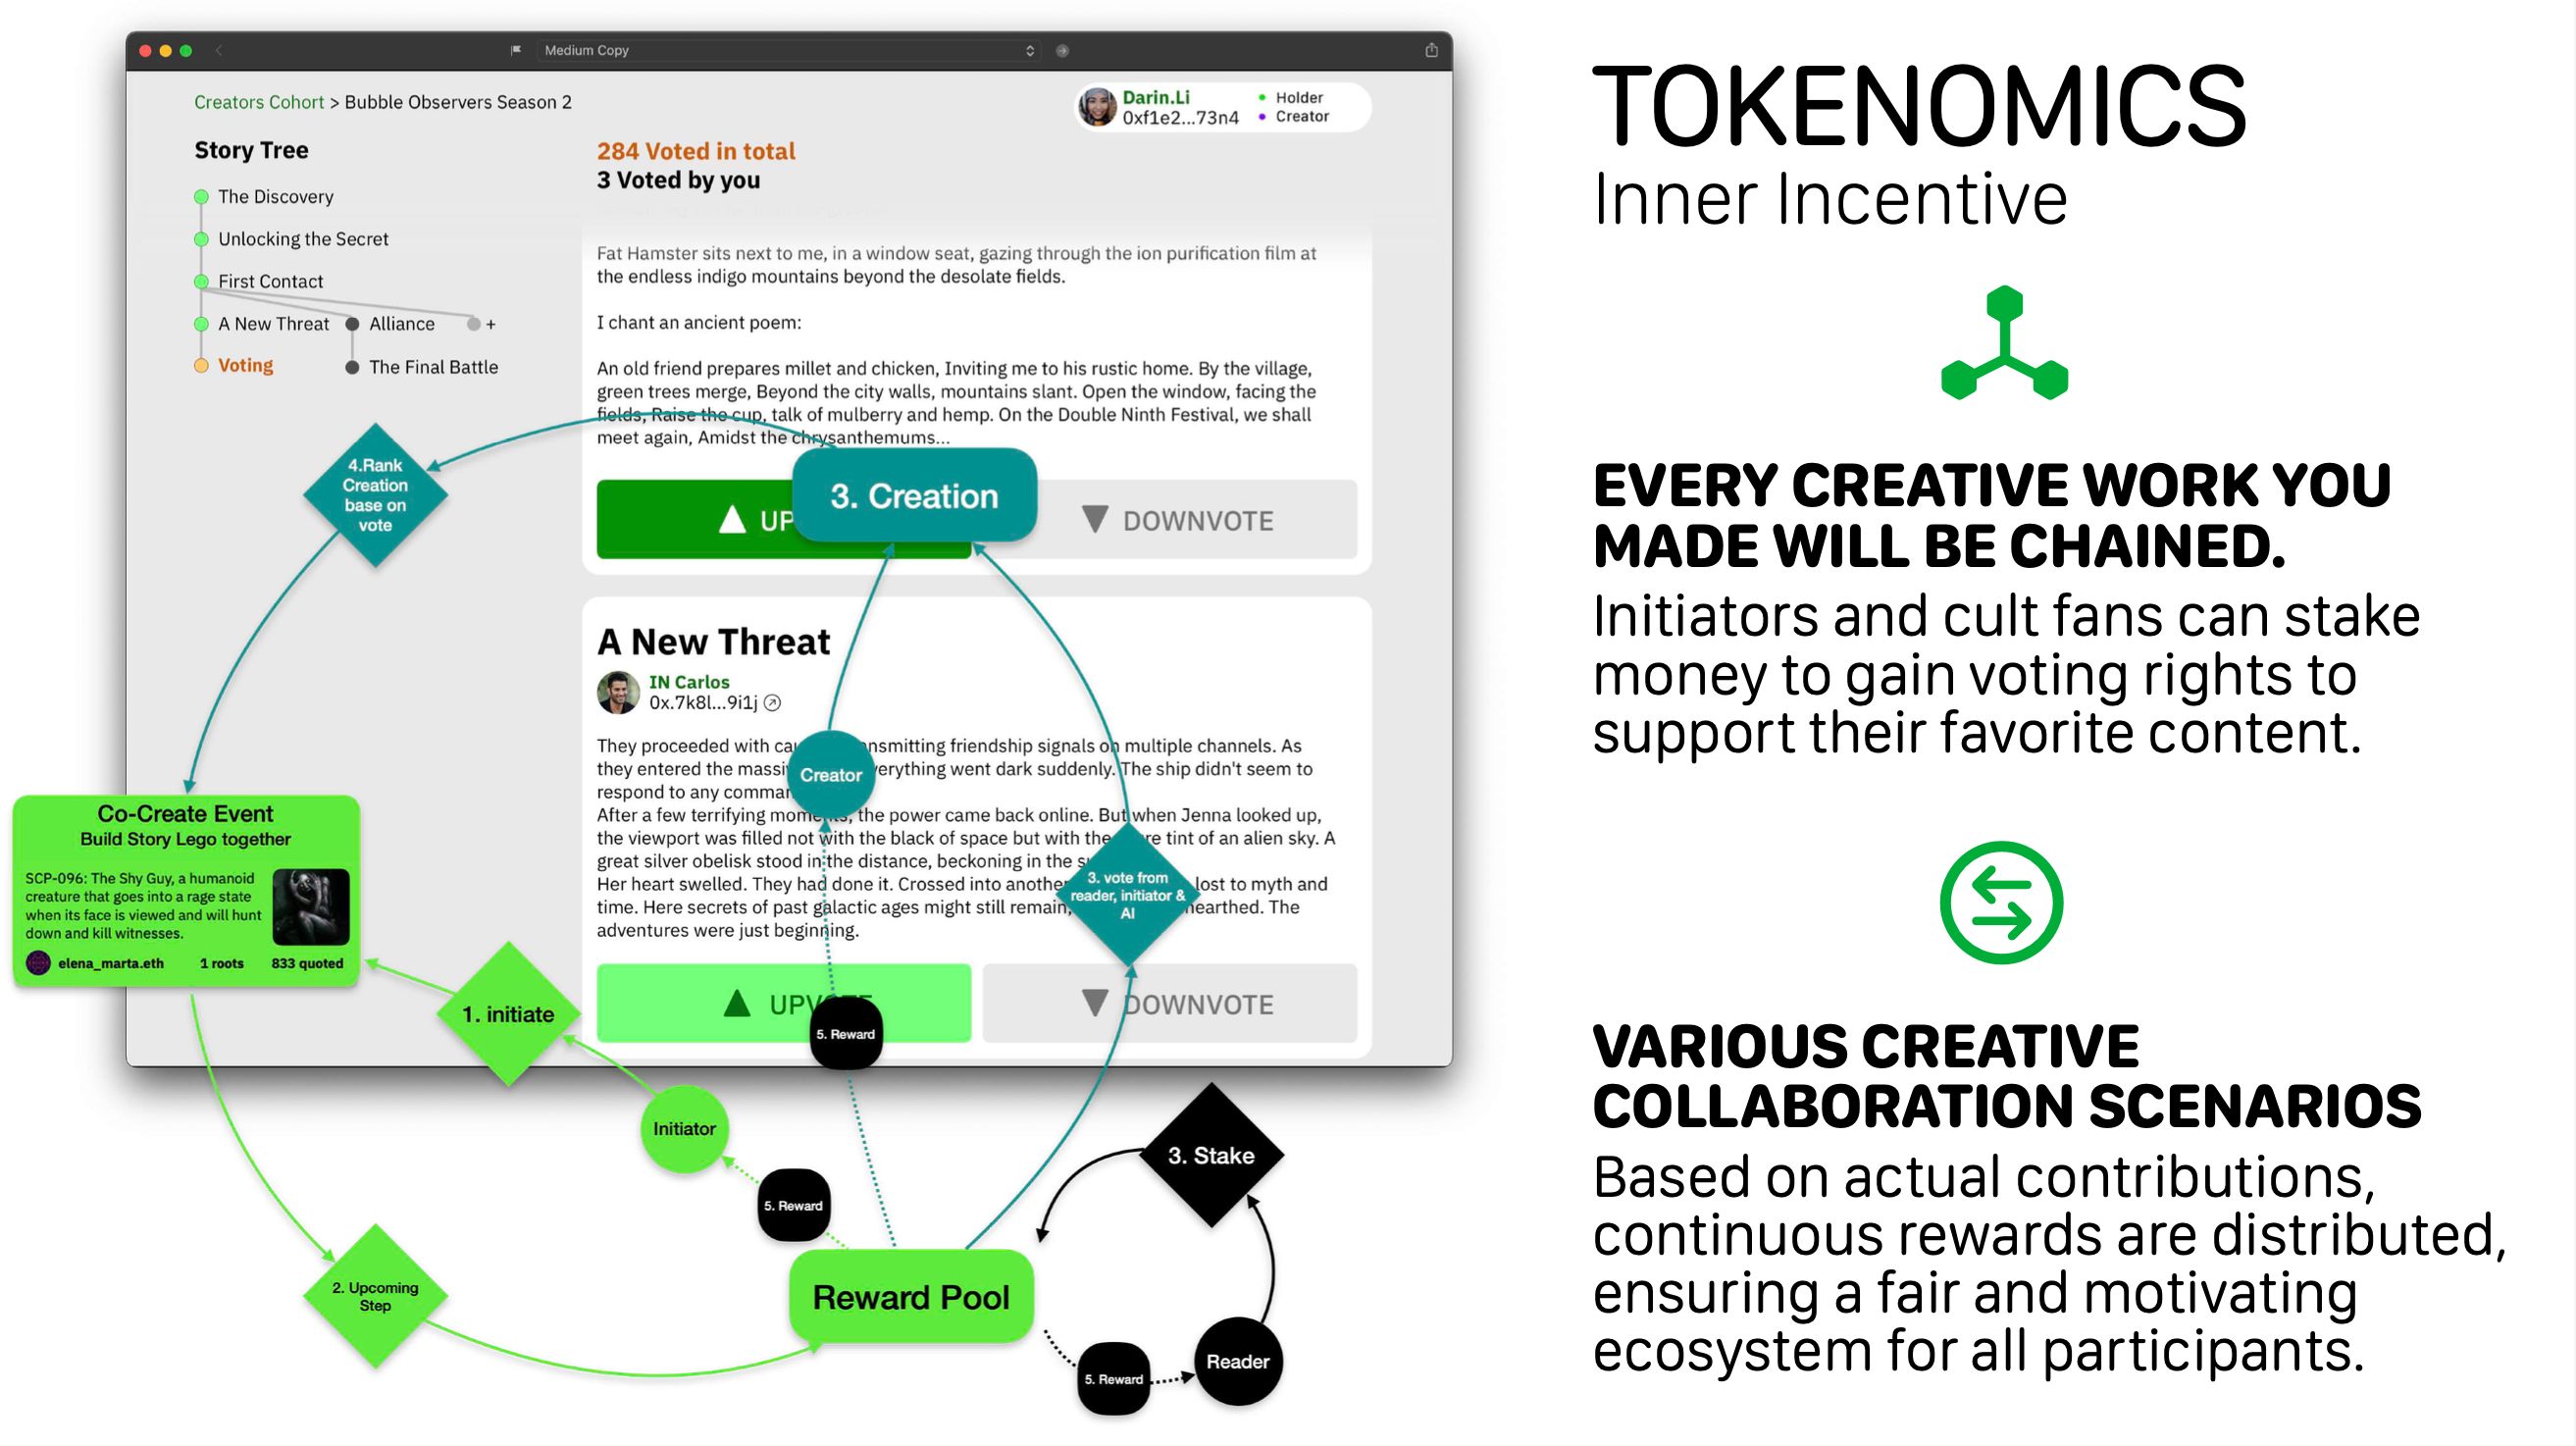 Medium Copy
Creators Cohort > Bubble Observers Season 2
Darin.Li
0xf1e2...73n4
Holder
Creator
Story Tree
The Discovery
Unlocking the Secret
First Contact
A New Threat
Alliance
+
Voting
The Final Battle
284 Voted in total
3 Voted by you
Fat Hamster sits next to me, in a window seat, gazing through the ion purification film at
the endless indigo mountains beyond the desolate fields.
I chant an ancient poem:
An old friend prepares millet and chicken, Inviting me to his rustic home. By the village,
green trees merge, Beyond the city walls, mountains slant. Open the window, facing the
fields, Raise the cup, talk of mulberry and hemp. On the Double Ninth Festival, we shall
meet again, Amidst the chrysanthemums...
UP
DOWNVOTE
3. Creation
4.Rank
Creation
base on
vote
A New Threat
IN Carlos
0x.7k8l...9i1j
They proceeded with nsmitting friendship signals on multiple channels. As
they entered the massi verything went dark suddenly. The ship didn't seem to
respond to any comman
After a few terrifying moments, the power came back online. But when Jenna looked up,
the viewport was filled not with the black of space but with the re tint of an alien sky. A
great silver obelisk stood in the distance, beckoning in the
Her heart swelled. They had done it. Crossed into another lost to myth and
time. Here secrets of past galactic ages might still remain, nearthed. The
adventures were just beginning.
UPVOTE
DOWNVOTE
Creator
3. vote from
reader, initiator &
AI
Co-Create Event
Build Story Lego together
SCP-096: The Shy Guy, a humanoid
creature that goes into a rage state
when its face is viewed and will hunt
down and kill witnesses.
elena_marta.eth
1 roots
833 quoted
1. initiate
Initiator
5. Reward
5. Reward
3. Stake
2. Upcoming
Step
Reward Pool
5. Reward
Reader
TOKENOMICS
Inner Incentive
EVERY CREATIVE WORK YOU
MADE WILL BE CHAINED.
Initiators and cult fans can stake
money to gain voting rights to
support their favorite content.
VARIOUS CREATIVE
COLLABORATION SCENARIOS
Based on actual contributions,
continuous rewards are distributed,
ensuring a fair and motivating
ecosystem for all participants.